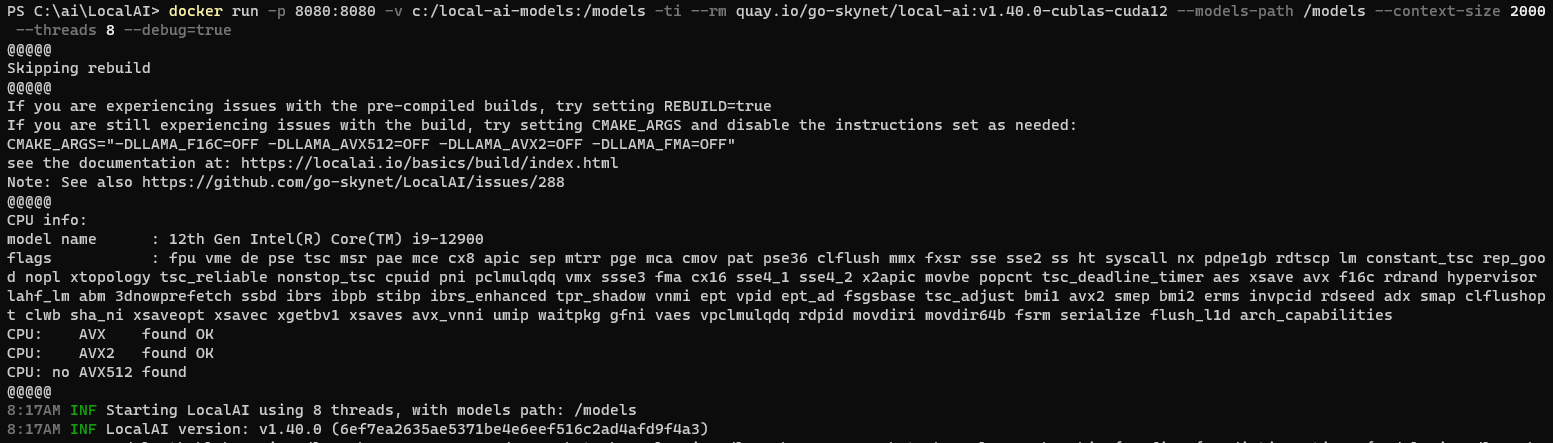 PS C:\ai\LocalAI> docker run -p 8080:8080 -v c:/local-ai-models:/models -ti --rm quay.io/go-skynet/local-ai:v1.40.0-cublas-cuda12 --models-path /models --context-size 2000
--threads 8 --debug=true
@@@@@
Skipping rebuild
@@@@@
If you are experiencing issues with the pre-compiled builds, try setting REBUILD=true
If you are still experiencing issues with the build, try setting CMAKE_ARGS and disable the instructions set as needed:
CMAKE_ARGS="-DLLAMA_F16C=OFF -DLLAMA_AVX512=OFF -DLLAMA_AVX2=OFF -DLLAMA_FMA=OFF"
see the documentation at: https://localai.io/basics/build/index.html
Note: See also https://github.com/go-skynet/LocalAI/issues/288
@@@@@
CPU info:
model name      : 12th Gen Intel(R) Core(TM) i9-12900
flags           : fpu vme de pse tsc msr pae mce cx8 apic sep mtrr pge mca cmov pat pse36 clflush mmx fxsr sse sse2 ss ht syscall nx pdpe1gb rdtscp lm constant_tsc rep_goo
d nopl xtopology tsc_reliable nonstop_tsc cpuid pni pclmulqdq vmx ssse3 fma cx16 sse4_1 sse4_2 x2apic movbe popcnt tsc_deadline_timer aes xsave avx f16c rdrand hypervisor
lahf_lm abm 3dnowprefetch ssbd ibrs ibpb stibp ibrs_enhanced tpr_shadow vnmi ept vpid ept_ad fsgsbase tsc_adjust bmi1 avx2 smep bmi2 erms invpcid rdseed adx smap clflushop
t clwb sha_ni xsaveopt xsavec xgetbv1 xsaves avx_vnni umip waitpkg gfni vaes vpclmulqdq rdpid movdiri movdir64b fsrm serialize flush_l1d arch_capabilities
CPU:    AVX    found OK
CPU:    AVX2   found OK
CPU: no AVX512 found
@@@@@
8:17AM INF Starting LocalAI using 8 threads, with models path: /models
8:17AM INF LocalAI version: v1.40.0 (6ef7ea2635ae5371be4e6eef516c2ad4afd9f4a3)